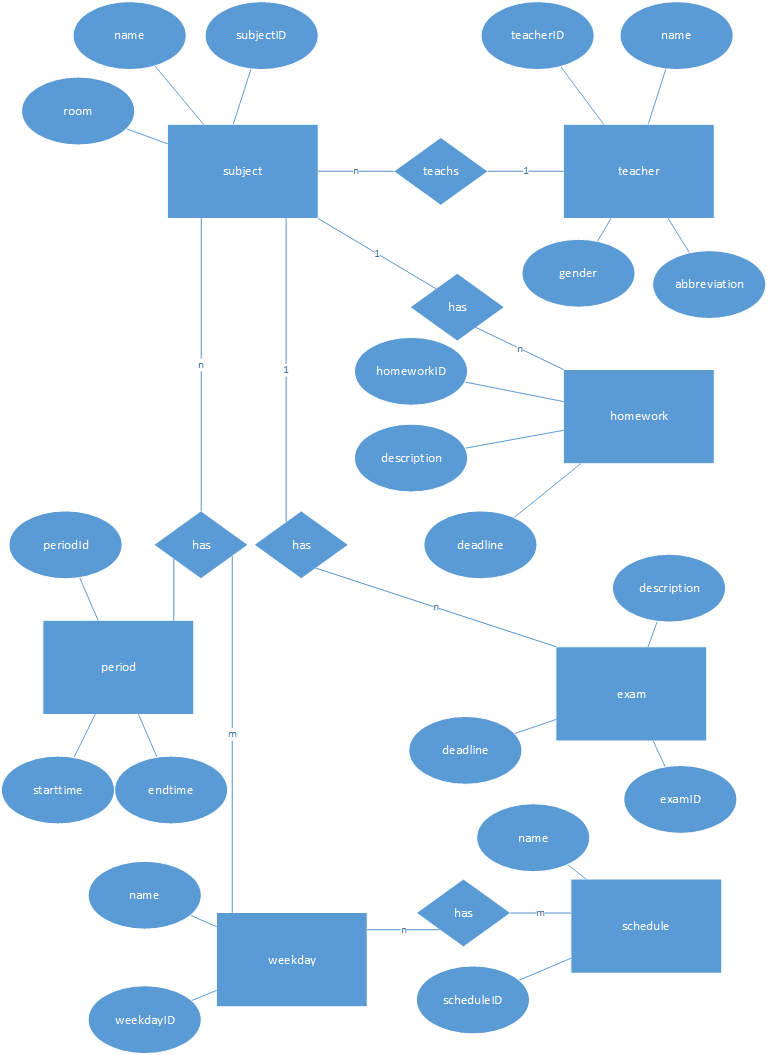 name
subjectID
teacherID
name
room
subject
n
teachs
1
teacher
1
gender
abbreviation
has
n
n
1
homeworkID
homework
description
periodId
has
has
deadline
description
n
period
exam
m
deadline
starttime
endtime
examID
name
name
n
has
m
schedule
weekday
scheduleID
weekdayID